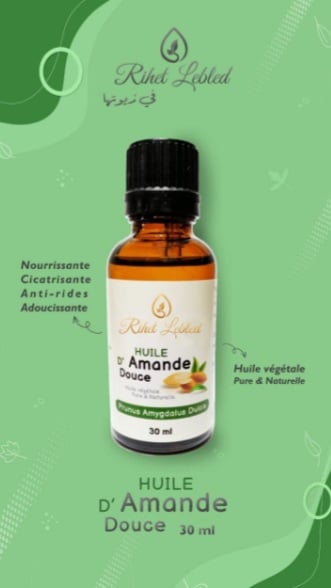 Rihet Lebled
في زيوتها
Nourrissante
Cicatrisante
Anti-rides
Adoucissante
Rihet Lebled
HUILE
D' Amande
Douce
Huile végétale
Pure & Naturelle
Prunus Amygdalus Dulcis
30 ml
Huile végétale
Pure & Naturelle
HUILE
D' Amande
Douce 30 ml